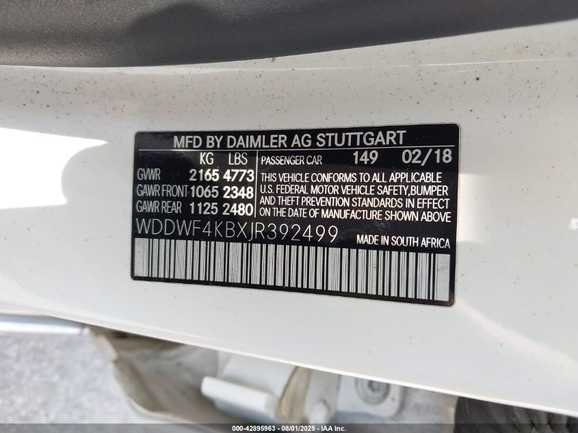 MFD BY DAIMLER AG STUTTGART
KG LBS PASSENGER CAR 149 02/18
GVWR 2165 4773 THIS VEHICLE CONFORMS TO ALL APPLICABLE
GAWR FRONT 1065 2348 U.S. FEDERAL MOTOR VEHICLE SAFETY, BUMPER
GAWR REAR 1125 2480 AND THEFT PREVENTION STANDARDS IN EFFECT
ON THE DATE OF MANUFACTURE SHOWN ABOVE.
WDDWF4KBXJR392499 MADE IN SOUTH AFRICA
000-42895963 - 08/01/2025 - IAA Inc.